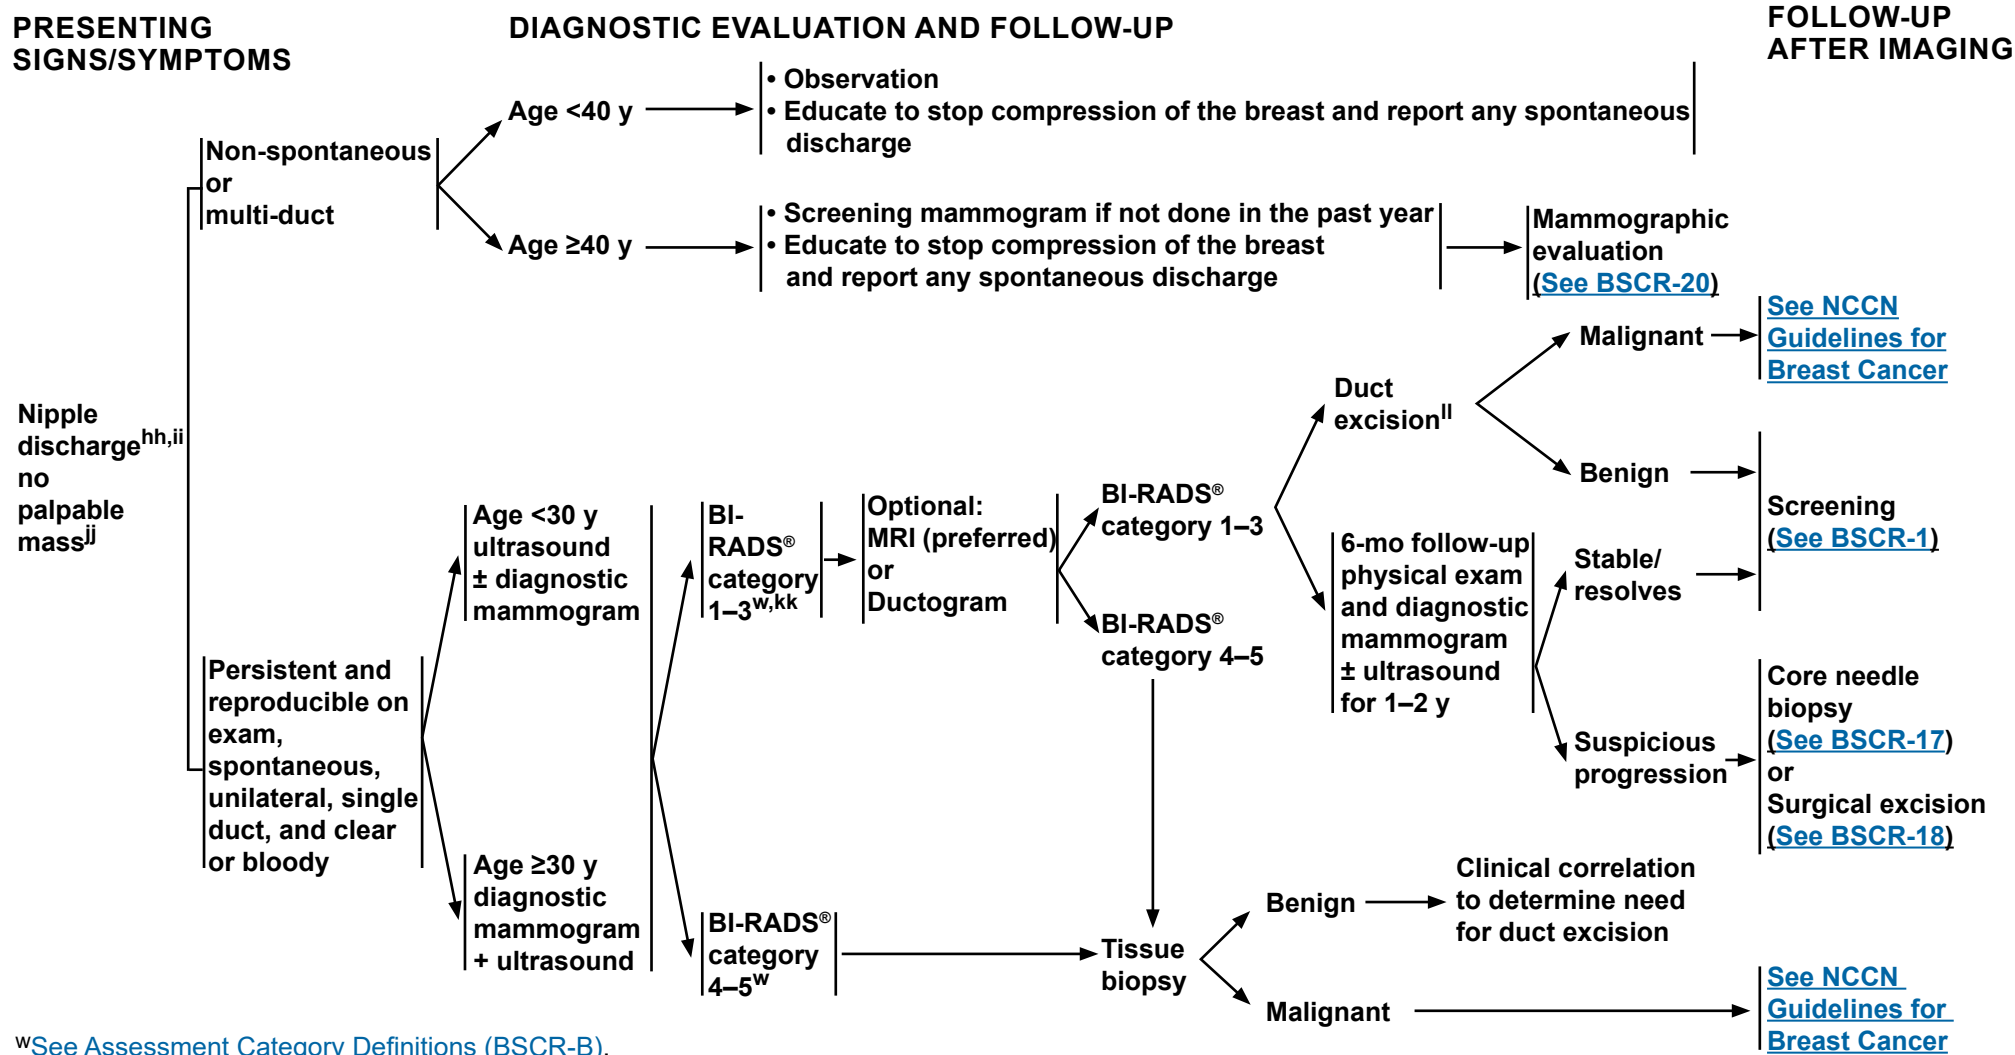 PRESENTING
SIGNS/SYMPTOMS
DIAGNOSTIC EVALUATION AND FOLLOW-UP
FOLLOW-UP
AFTER IMAGING
Nipple
discharge^hh,ii
no
palpable
mass^jj
Non-spontaneous
or
multi-duct
Age <40 y
• Observation
• Educate to stop compression of the breast and report any spontaneous
discharge
Age ≥40 y
• Screening mammogram if not done in the past year
• Educate to stop compression of the breast
and report any spontaneous discharge
Mammographic
evaluation
(See BSCR-20)
Persistent and
reproducible on
exam,
spontaneous,
unilateral, single
duct, and clear
or bloody
Age <30 y
ultrasound
± diagnostic
mammogram
Age ≥30 y
diagnostic
mammogram
+ ultrasound
BI-
RADS®
category
1–3^w,kk
Optional:
MRI (preferred)
or
Ductogram
BI-RADS®
category 1–3
BI-RADS®
category 4–5
Duct
excision^ll
Malignant
See NCCN
Guidelines for
Breast Cancer
Benign
Screening
(See BSCR-1)
6-mo follow-up
physical exam
and diagnostic
mammogram
± ultrasound
for 1–2 y
Stable/
resolves
Suspicious
progression
Core needle
biopsy
(See BSCR-17)
or
Surgical excision
(See BSCR-18)
BI-RADS®
category
4–5^w
Tissue
biopsy
Benign
Clinical correlation
to determine need
for duct excision
Malignant
See NCCN
Guidelines for
Breast Cancer
^w See Assessment Category Definitions (BSCR-B).